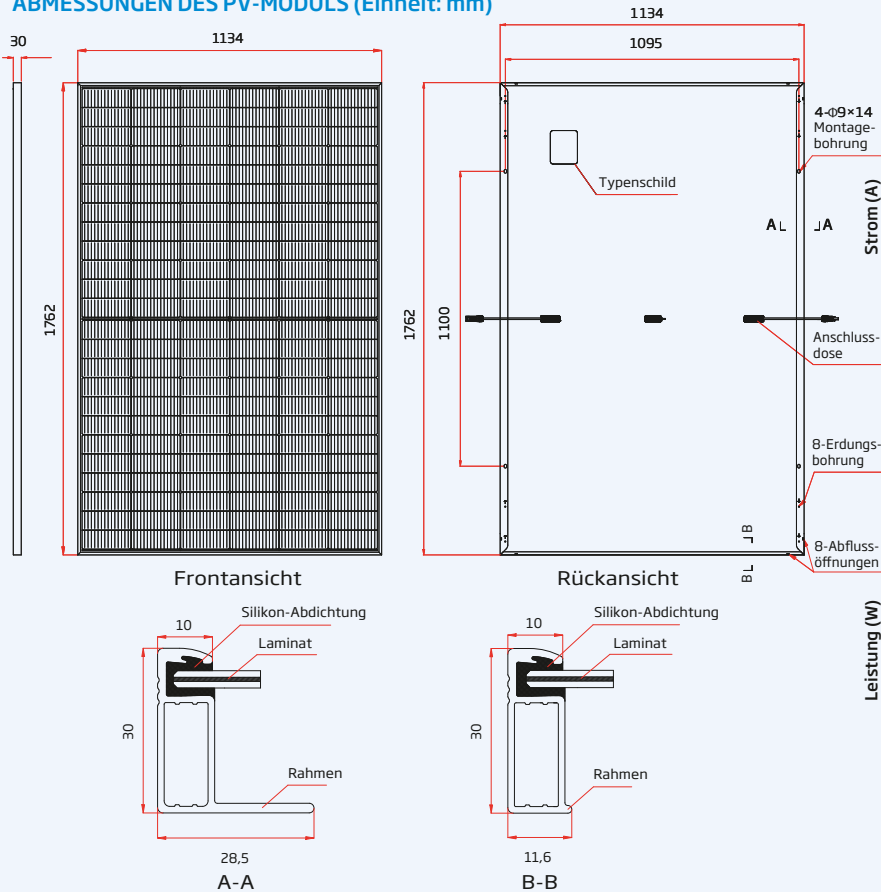 ABMESSUNGEN DES PV-MODULS (Einheit: mm)
30
1134
1762
Frontansicht
1134
1095
1762
1100
Typenschild
4-Φ9×14
Montage-
bohrung
A
A
Anschluss-
dose
8-Erdungs-
bohrung
8-Abfluss-
öffnungen
B
B
Rückansicht
Strom (A)
Leistung (W)
10
Silikon-Abdichtung
Laminat
30
Rahmen
28,5
A-A
10
Silikon-Abdichtung
Laminat
30
Rahmen
11,6
B-B